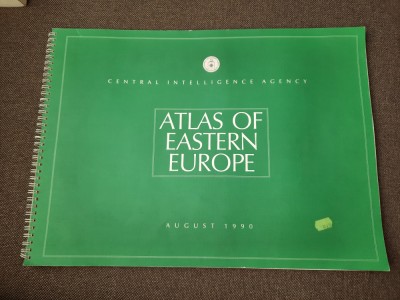 CENTRAL INTELLIGENCE AGENCY
ATLAS OF
EASTERN
EUROPE
AUGUST 1990